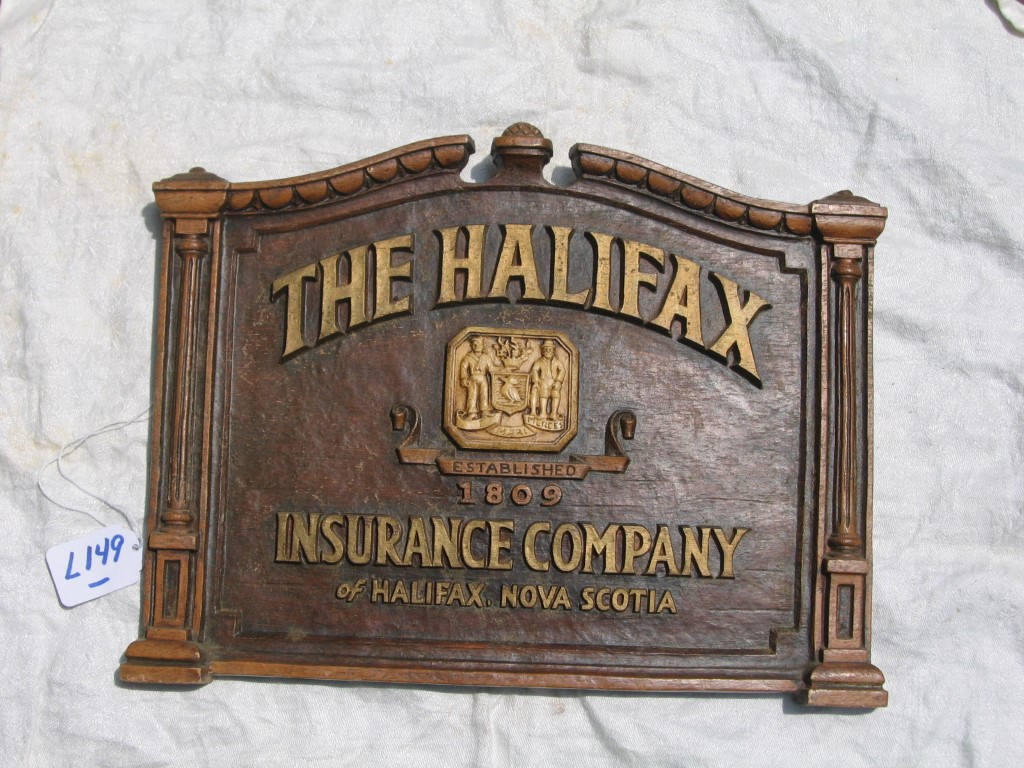 THE HALIFAX
ESTABLISHED
1809
INSURANCE COMPANY
of HALIFAX, NOVA SCOTIA
L149